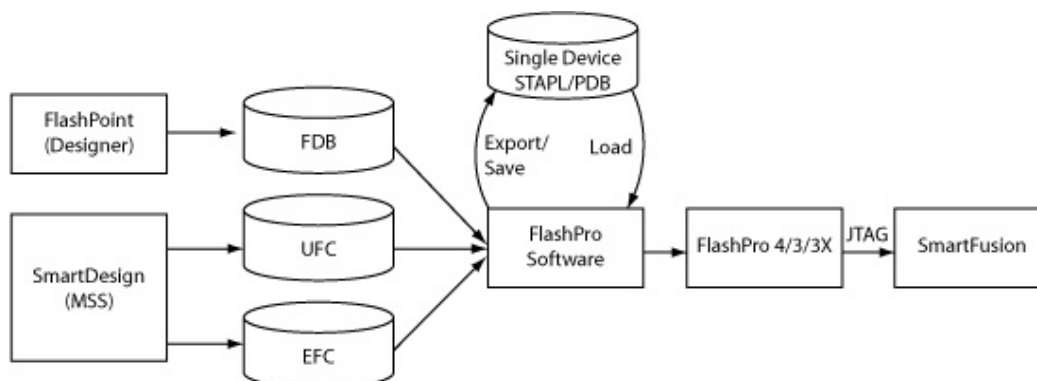 Single Device
STAPL/PDB
FlashPoint
(Designer)
FDB
Export/
Save
Load
SmartDesign
(MSS)
UFC
EFC
FlashPro
Software
FlashPro 4/3/3X
JTAG
SmartFusion